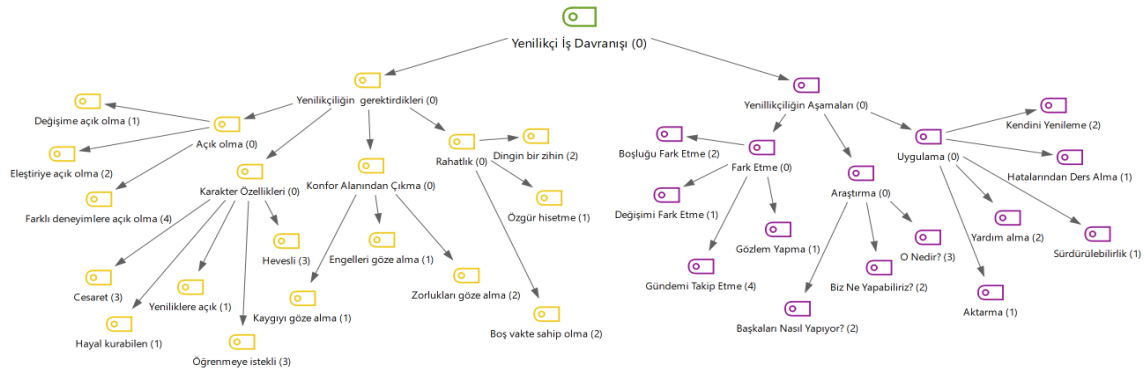 Yenilikçi İş Davranışı (0)
Yenilikçiliğin gerektirdikleri (0)
Yenillikçiliğin Aşamaları (0)
Değişime açık olma (1)
Açık olma (0)
Eleştiriye açık olma (2)
Farklı deneyimlere açık olma (4)
Karakter Özellikleri (0)
Cesaret (3)
Hayal kurabilen (1)
Yeniliklere açık (1)
Öğrenmeye istekli (3)
Hevesli (3)
Konfor Alanından Çıkma (0)
Kaygıyı göze alma (1)
Engelleri göze alma (1)
Zorlukları göze alma (2)
Rahatlık (0)
Dingin bir zihin (2)
Özgür hisetme (1)
Boş vakte sahip olma (2)
Boşluğu Fark Etme (2)
Fark Etme (0)
Değişimi Fark Etme (1)
Gündemi Takip Etme (4)
Gözlem Yapma (1)
Araştırma (0)
Başkaları Nasıl Yapıyor? (2)
Biz Ne Yapabiliriz? (2)
O Nedir? (3)
Uygulama (0)
Kendini Yenileme (2)
Hatalarından Ders Alma (1)
Yardım alma (2)
Sürdürülebilirlik (1)
Aktarma (1)